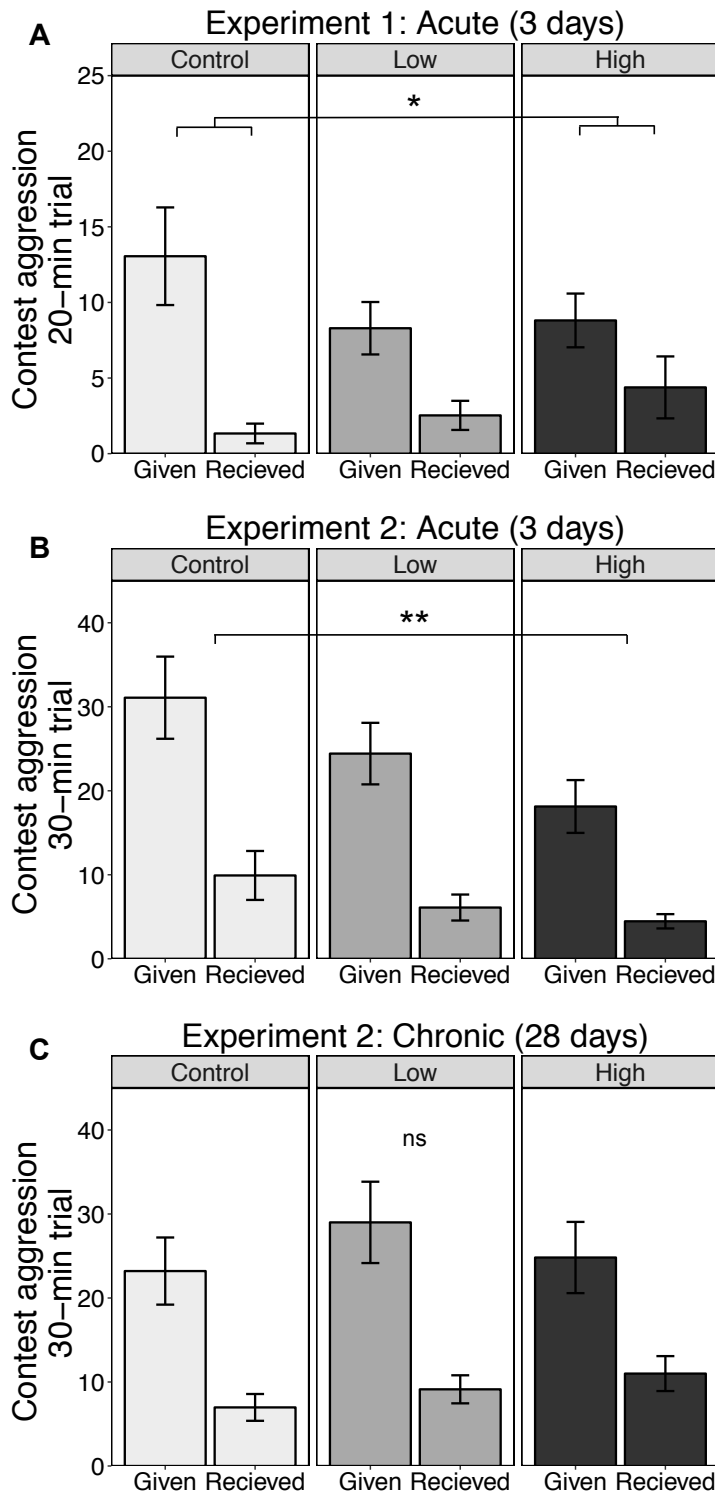 A
Experiment 1: Acute (3 days)
Control Low High
Contest aggression
20−min trial
25
20
15
10
5
0
*
Given Recieved Given Recieved Given Recieved
B
Experiment 2: Acute (3 days)
Control Low High
Contest aggression
30−min trial
40
30
20
10
0
**
Given Recieved Given Recieved Given Recieved
C
Experiment 2: Chronic (28 days)
Control Low High
Contest aggression
30−min trial
40
30
20
10
0
ns
Given Recieved Given Recieved Given Recieved